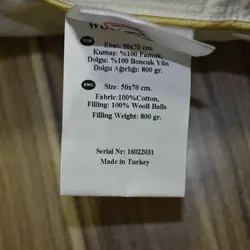 Ebat: 50x70 cm.
Kumaş: %100 Pamuk,
Dolgu: %100 Boncuk Yün
Dolgu Ağırlığı: 800 gr.
ENG Size: 50x70 cm.
Fabric:100%Cotton,
Filling: 100% Wool Balls
Filling Weight: 800 gr.
Serial Nr: 16022031
Made in Turkey